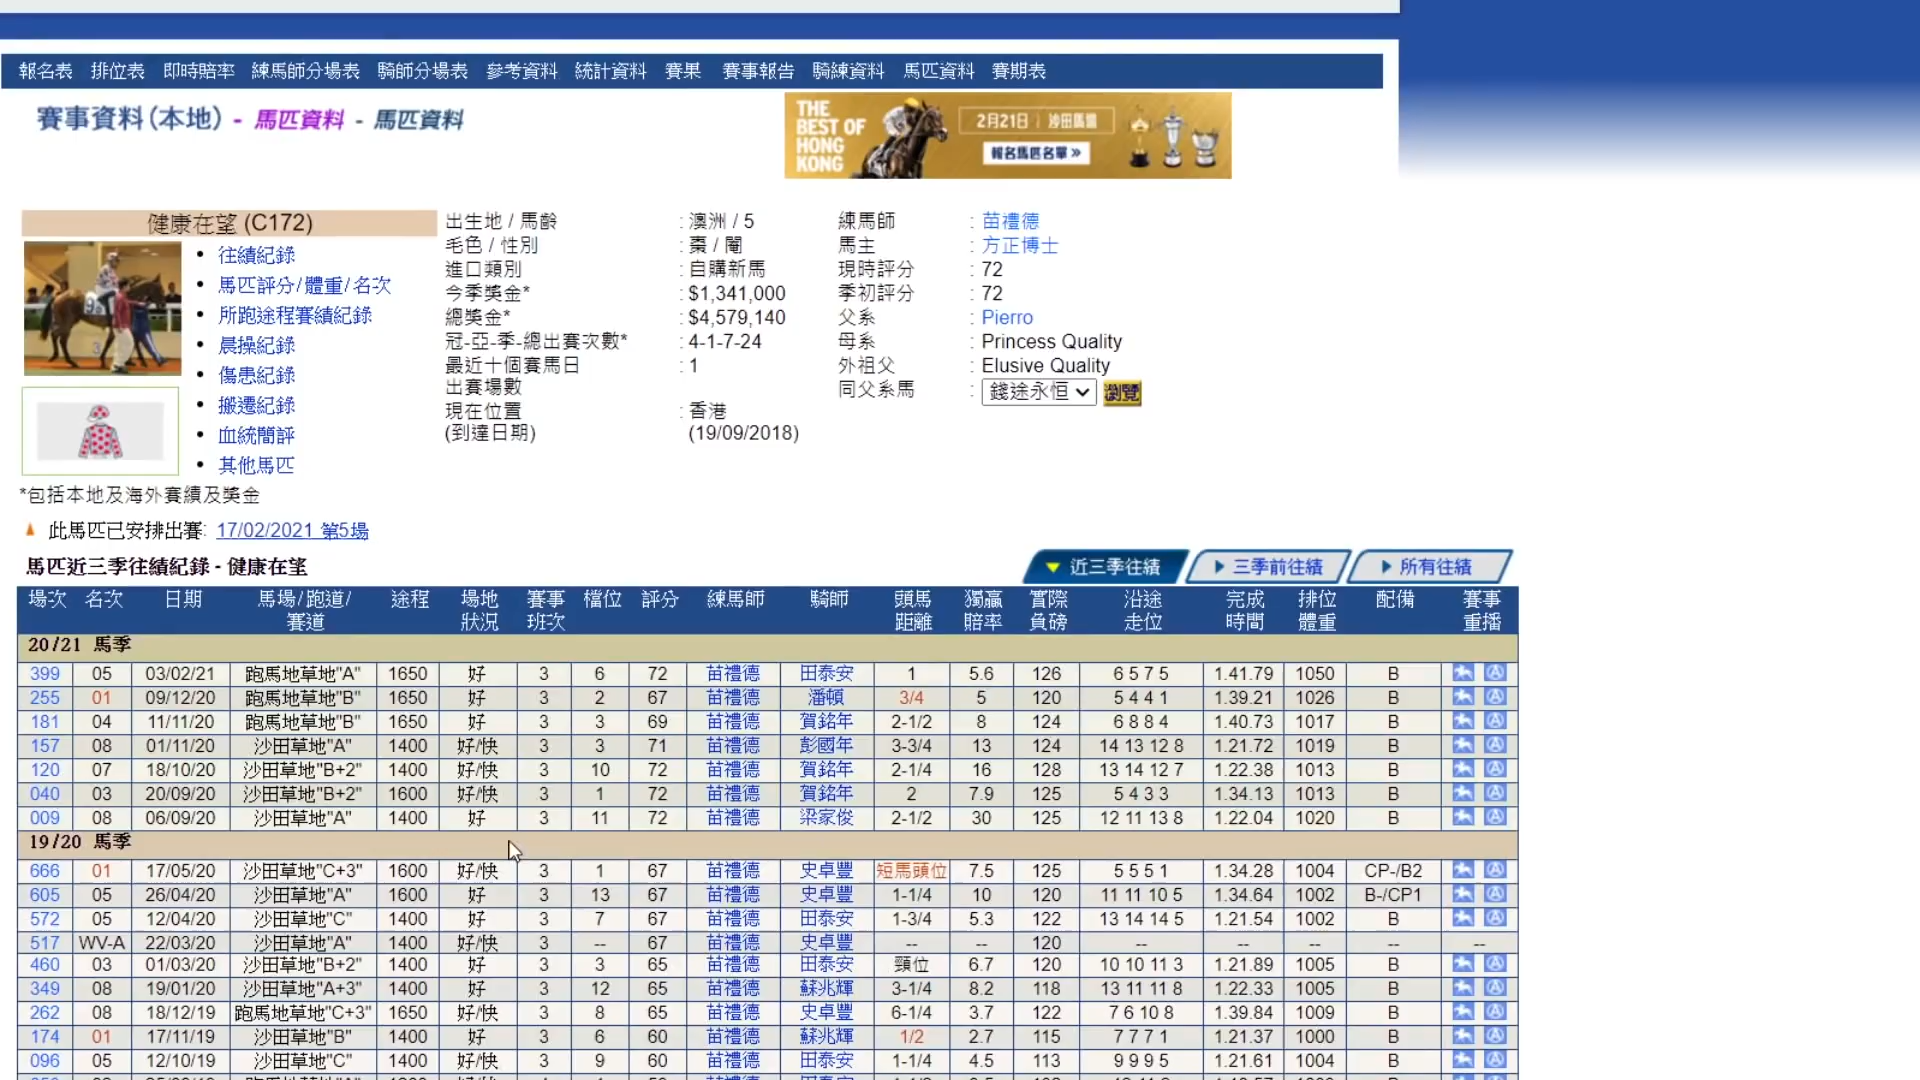 報名表 排位表 即時賠率 練馬師分場表 騎師分場表 參考資料 統計資料 賽果 賽事報告 騎練資料 馬匹資料 賽期表
賽事資料(本地) - 馬匹資料 - 馬匹資料
THE BEST OF HONG KONG
2月21日 | 沙田馬場
報名馬匹名單 »
健康在望 (C172)
往績紀錄
馬匹評分/體重/名次
所跑途程賽績紀錄
晨操紀錄
傷患紀錄
搬遷紀錄
血統簡評
其他馬匹
出生地 / 馬齡 : 澳洲 / 5
毛色 / 性別 : 棗 / 閹
進口類別 : 自購新馬
今季獎金* : $1,341,000
總獎金* : $4,579,140
冠-亞-季-總出賽次數* : 4-1-7-24
最近十個賽馬日 : 1
出賽場數
現在位置 : 香港
(到達日期) (19/09/2018)
練馬師 : 苗禮德
馬主 : 方正博士
現時評分 : 72
季初評分 : 72
父系 : Pierro
母系 : Princess Quality
外祖父 : Elusive Quality
同父系馬 : 錢途永恒 瀏覽
*包括本地及海外賽績及獎金
此馬匹已安排出賽: 17/02/2021 第5場
馬匹近三季往績紀錄 - 健康在望
近三季往績 三季前往績 所有往績
場次 名次 日期 馬場/跑道/賽道 途程 場地狀況 賽事班次 檔位 評分 練馬師 騎師 頭馬距離 獨贏賠率 實際負磅 沿途走位 完成時間 排位體重 配備 賽事重播
20/21 馬季
399 05 03/02/21 跑馬地草地"A" 1650 好 3 6 72 苗禮德 田泰安 1 5.6 126 6 5 7 5 1.41.79 1050 B
255 01 09/12/20 跑馬地草地"B" 1650 好 3 2 67 苗禮德 潘頓 3/4 5 120 5 4 4 1 1.39.21 1026 B
181 04 11/11/20 跑馬地草地"B" 1650 好 3 3 69 苗禮德 賀銘年 2-1/2 8 124 6 8 8 4 1.40.73 1017 B
157 08 01/11/20 沙田草地"A" 1400 好/快 3 3 71 苗禮德 彭國年 3-3/4 13 124 14 13 12 8 1.21.72 1019 B
120 07 18/10/20 沙田草地"B+2" 1400 好/快 3 10 72 苗禮德 賀銘年 2-1/4 16 128 13 14 12 7 1.22.38 1013 B
040 03 20/09/20 沙田草地"B+2" 1600 好/快 3 1 72 苗禮德 賀銘年 2 7.9 125 5 4 3 3 1.34.13 1013 B
009 08 06/09/20 沙田草地"A" 1400 好 3 11 72 苗禮德 梁家俊 2-1/2 30 125 12 11 13 8 1.22.04 1020 B
19/20 馬季
666 01 17/05/20 沙田草地"C+3" 1600 好/快 3 1 67 苗禮德 史卓豐 短馬頭位 7.5 125 5 5 5 1 1.34.28 1004 CP-/B2
605 05 26/04/20 沙田草地"A" 1600 好/快 3 13 67 苗禮德 史卓豐 1-1/4 10 120 11 11 10 5 1.34.64 1002 B-/CP1
572 05 12/04/20 沙田草地"C" 1400 好 3 7 67 苗禮德 田泰安 1-3/4 5.3 122 13 14 14 5 1.21.54 1002 B
517 WV-A 22/03/20 沙田草地"A" 1400 好/快 3 -- 67 苗禮德 史卓豐 -- -- 120 -- -- -- -- --
460 03 01/03/20 沙田草地"B+2" 1400 好 3 3 65 苗禮德 田泰安 頸位 6.7 120 10 10 11 3 1.21.89 1005 B
349 08 19/01/20 沙田草地"A+3" 1400 好 3 12 65 苗禮德 蘇兆輝 3-1/4 8.2 118 13 11 11 8 1.22.33 1005 B
262 08 18/12/19 跑馬地草地"C+3" 1650 好/快 3 8 65 苗禮德 史卓豐 6-1/4 3.7 122 7 6 10 8 1.39.84 1009 B
174 01 17/11/19 沙田草地"B" 1400 好 3 6 60 苗禮德 蘇兆輝 1/2 2.7 115 7 7 7 1 1.21.37 1000 B
096 05 12/10/19 沙田草地"C" 1400 好/快 3 9 60 苗禮德 田泰安 1-1/4 4.5 113 9 9 9 5 1.21.61 1004 B